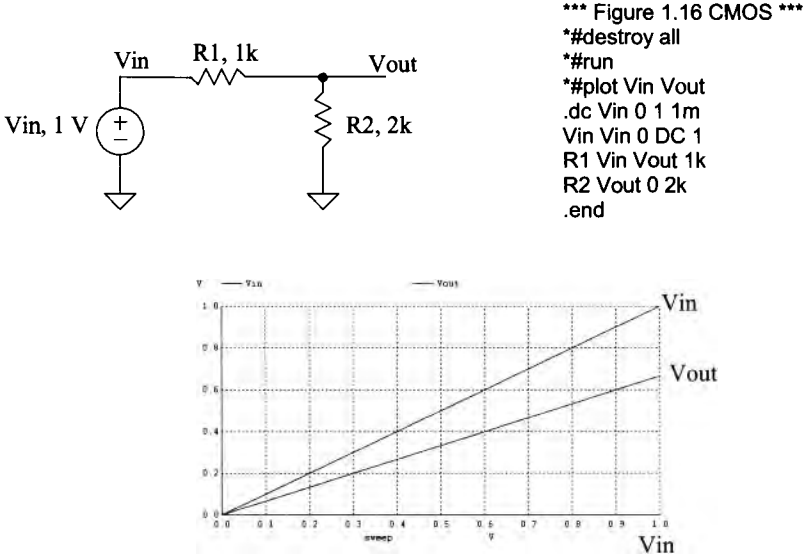 *** Figure 1.16 CMOS ***
*#destroy all
*#run
*#plot Vin Vout
.dc Vin 0 1 1m
Vin Vin 0 DC 1
R1 Vin Vout 1k
R2 Vout 0 2k
.end
Vin
R1, 1k
Vout
Vin, 1 V
+
−
R2, 2k
V Vin Vout
1.0
Vin
0.8
Vout
0.6
0.4
0.2
0.0
0.0 0.1 0.2 0.3 0.4 0.5 0.6 0.7 0.8 0.9 1.0
sweep V
Vin